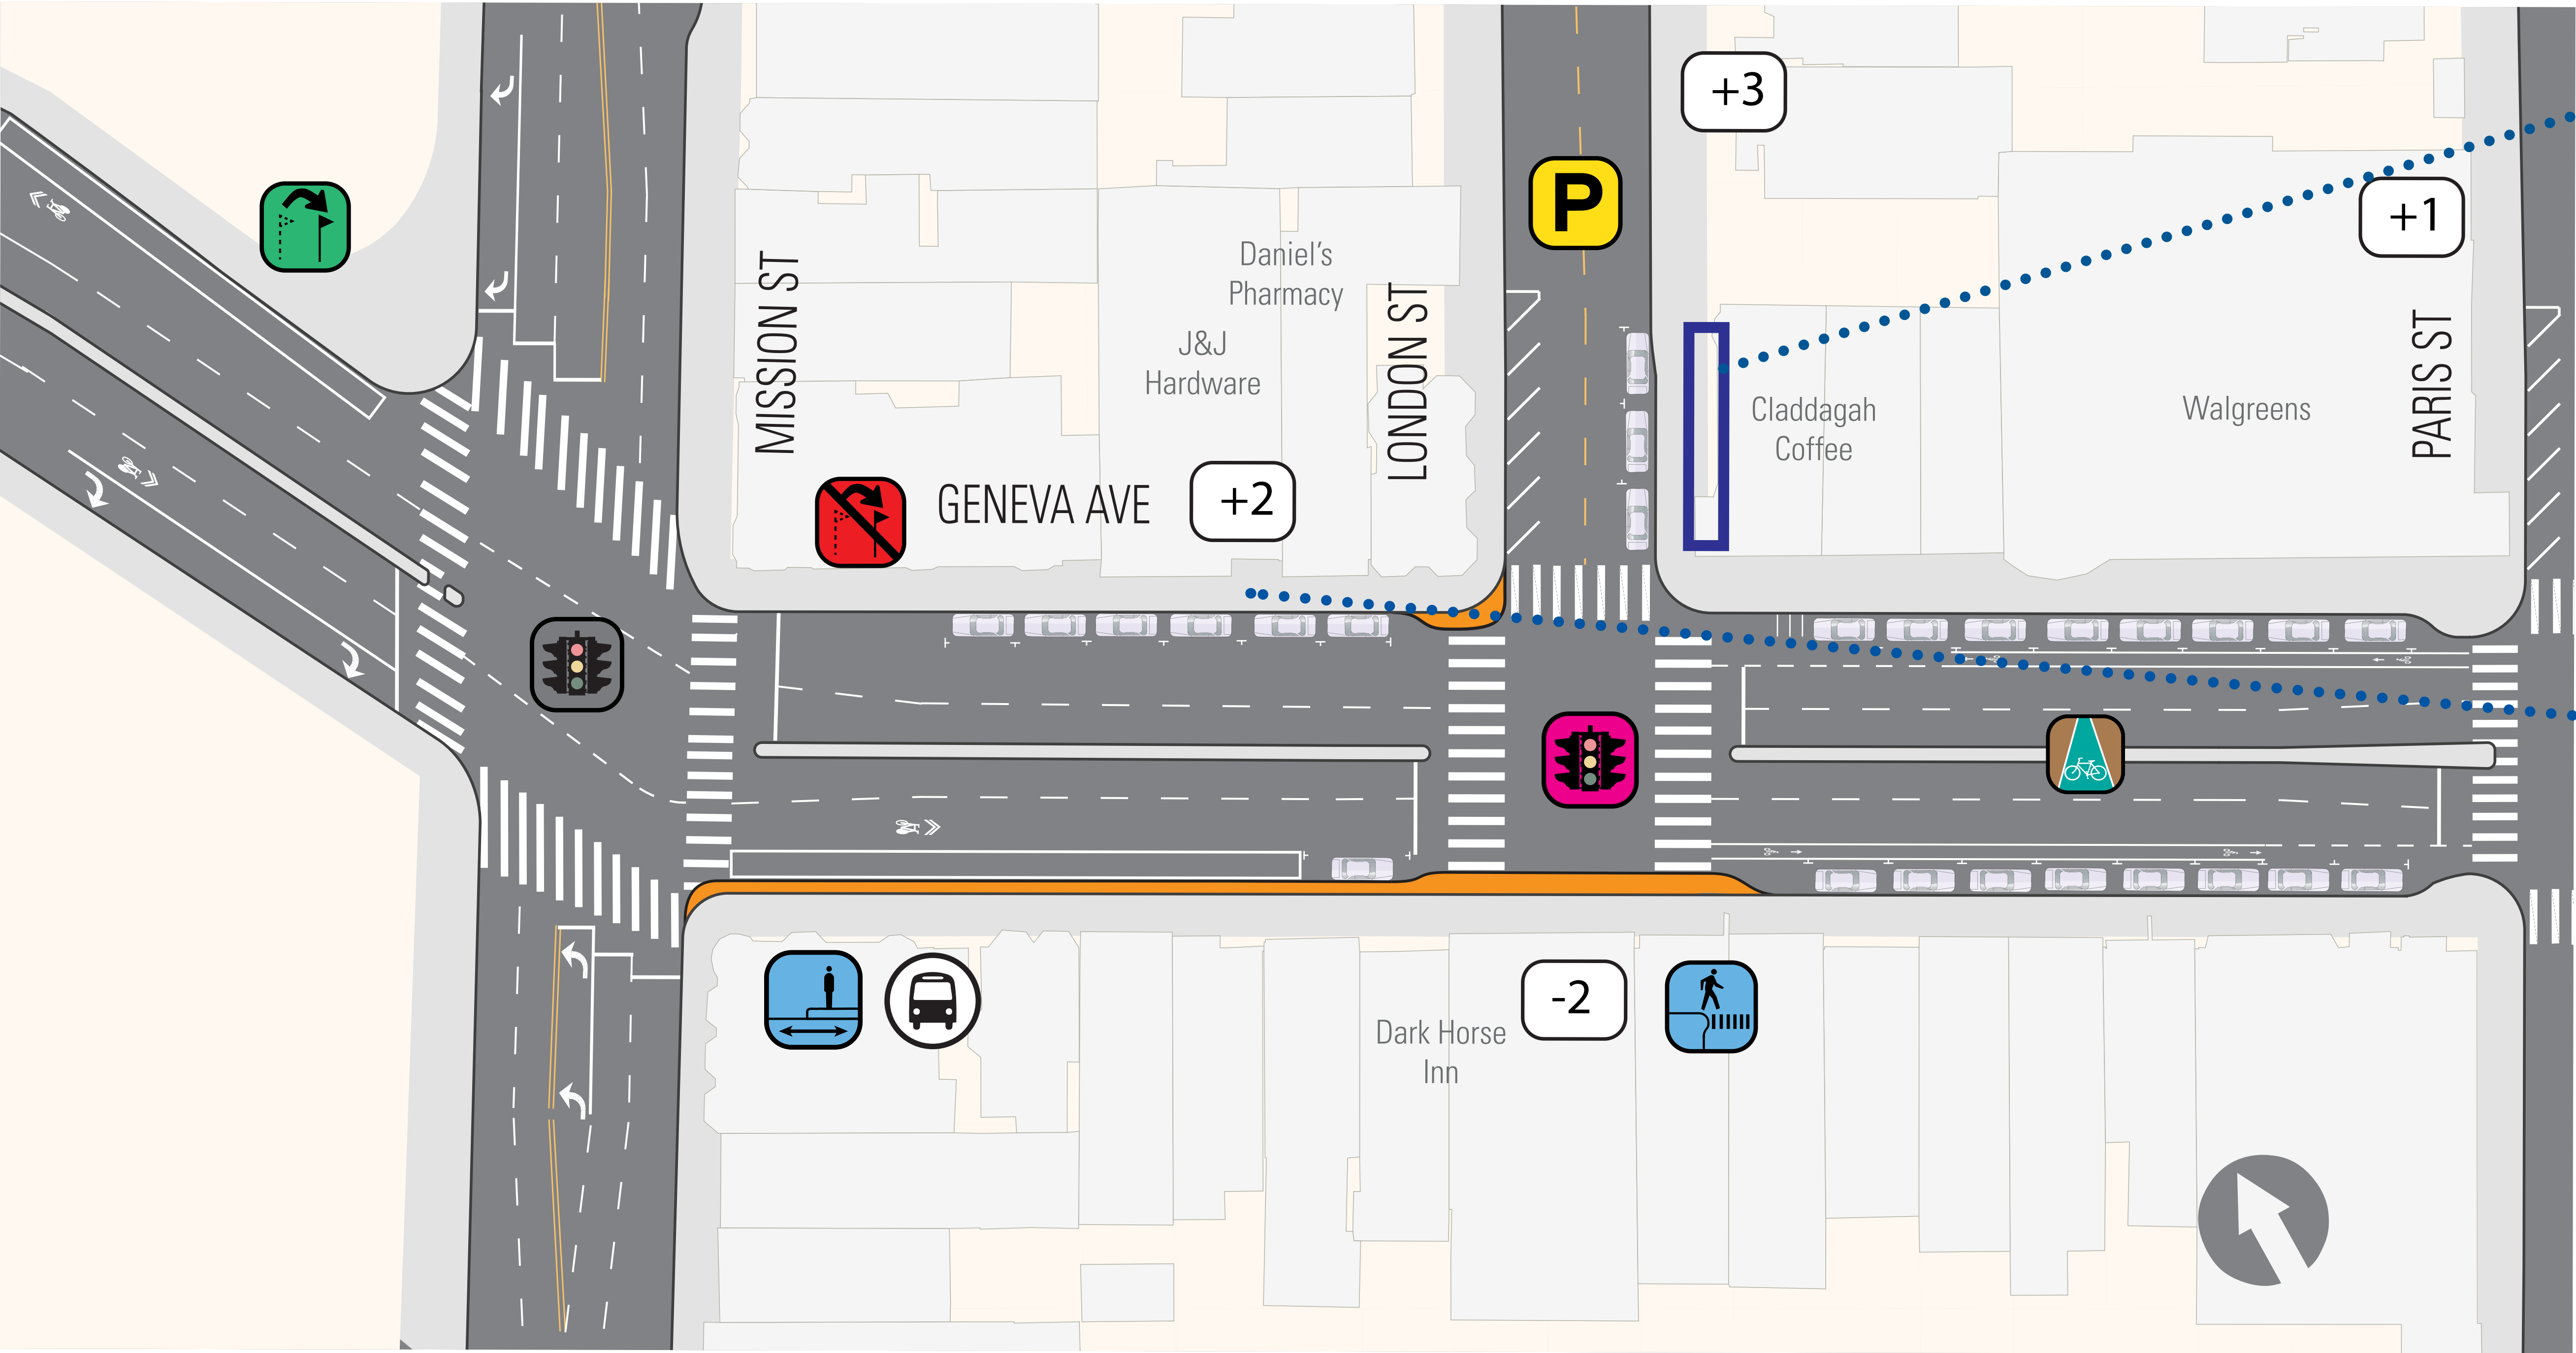 +3
P
+1
Daniel's
Pharmacy
MISSION ST
LONDON ST
PARIS ST
J&J
Hardware
Claddagah
Coffee
Walgreens
GENEVA AVE
+2
-2
Dark Horse
Inn